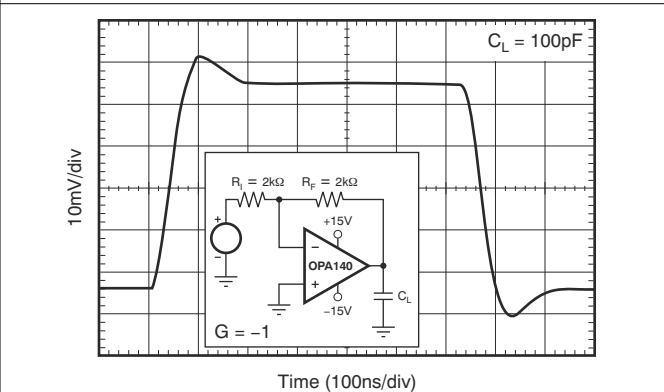 C_L = 100pF
10mV/div
R_I = 2kΩ
R_F = 2kΩ
+15V
+
−
−
OPA140
+
C_L
−15V
G = −1
Time (100ns/div)